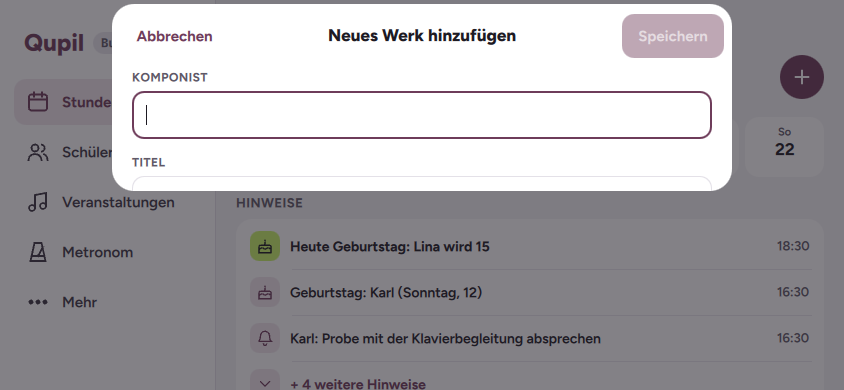 Qupil Bu
Abbrechen Neues Werk hinzufügen Speichern
KOMPONIST
TITEL
Stunde
Schüler
Veranstaltungen
Metronom
Mehr
So
22
HINWEISE
Heute Geburtstag: Lina wird 15 18:30
Geburtstag: Karl (Sonntag, 12) 16:30
Karl: Probe mit der Klavierbegleitung absprechen 16:30
+ 4 weitere Hinweise